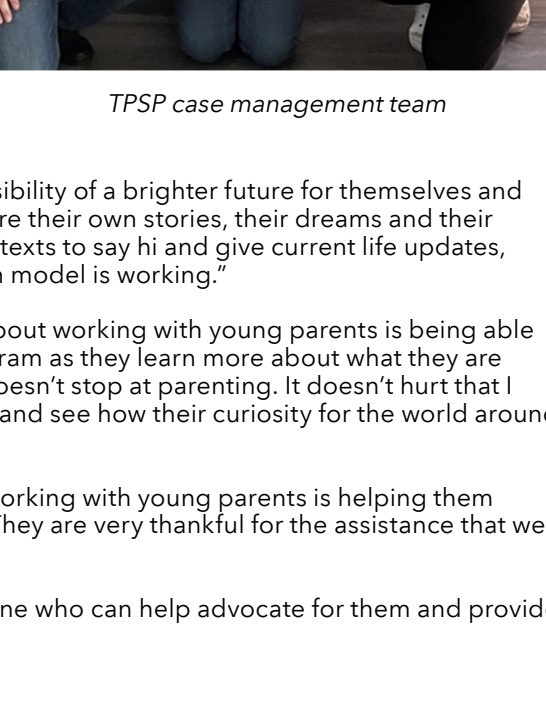 TPSP case management team
sibility of a brighter future for themselves and
re their own stories, their dreams and their
texts to say hi and give current life updates,
n model is working.”
bout working with young parents is being able
ram as they learn more about what they are
oesn’t stop at parenting. It doesn’t hurt that I
and see how their curiosity for the world around
orking with young parents is helping them
They are very thankful for the assistance that we
ne who can help advocate for them and provide